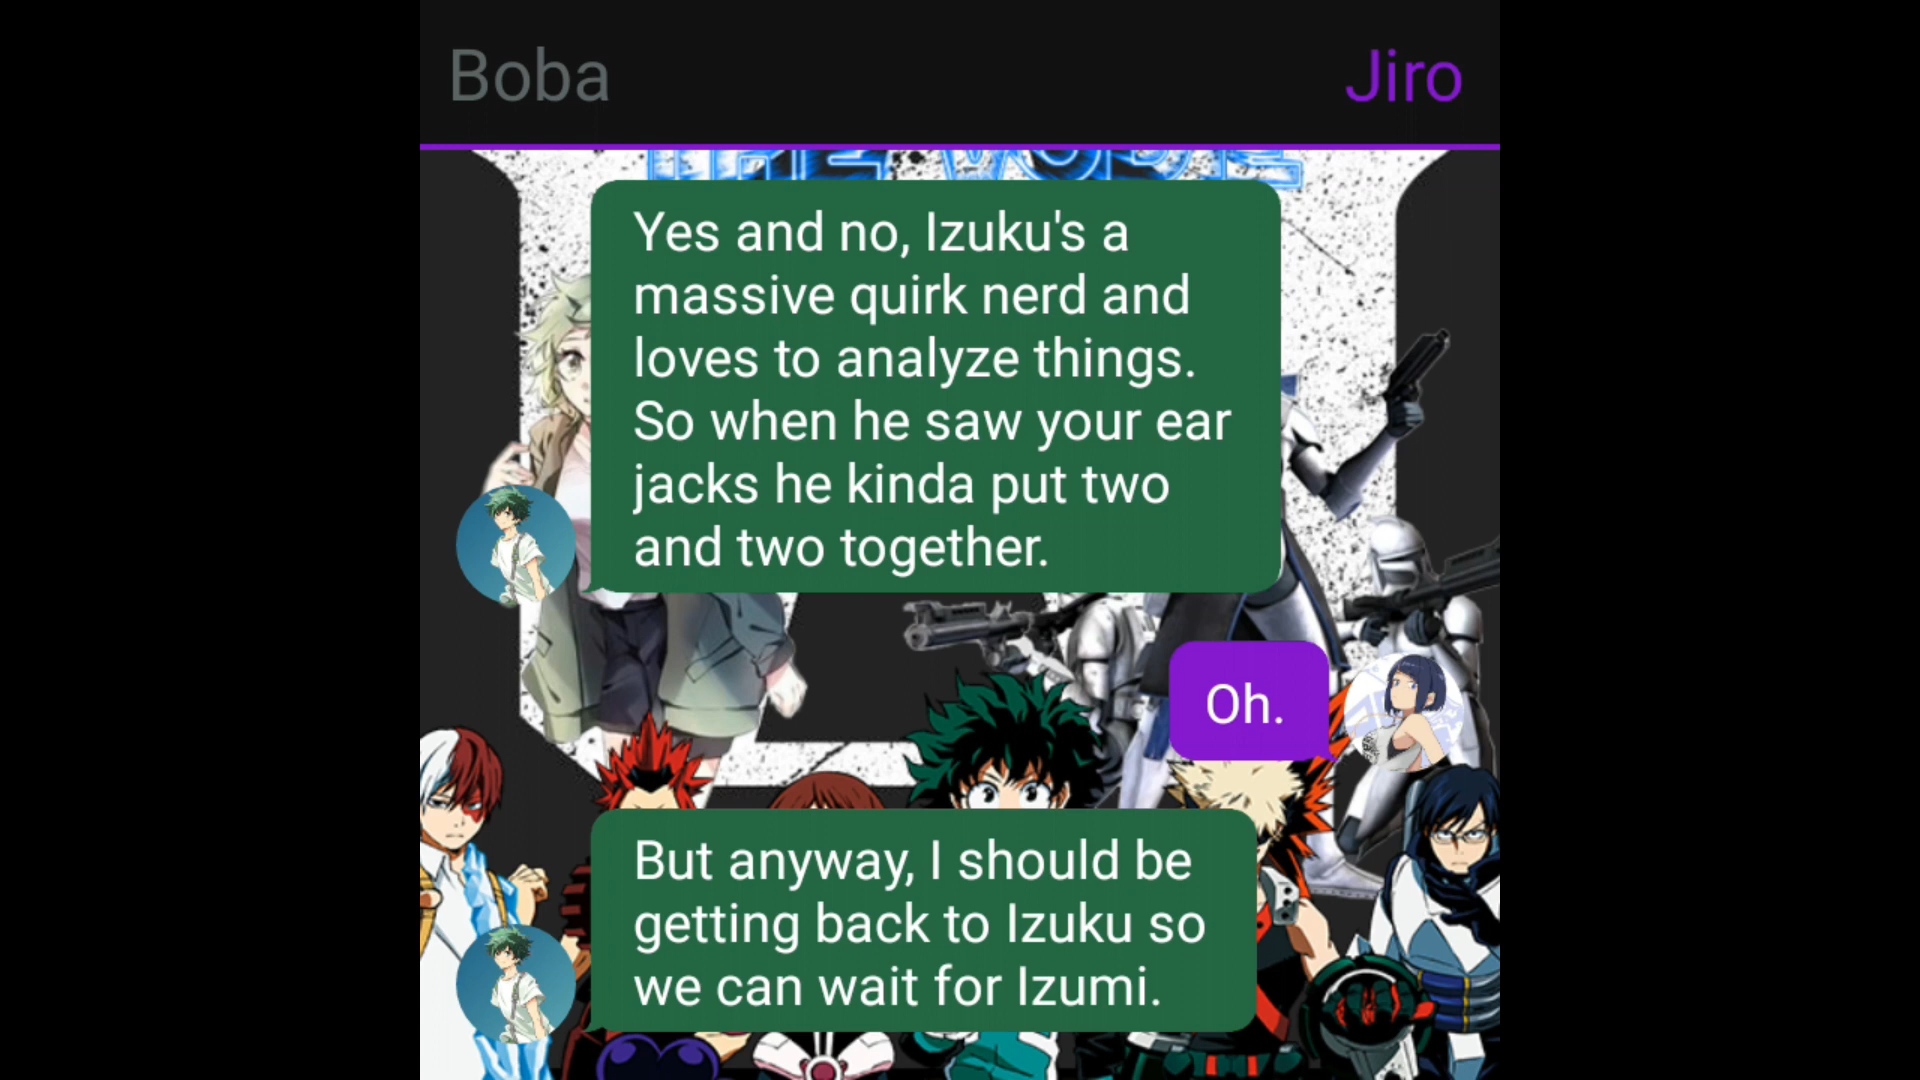 Boba
Jiro
Yes and no, Izuku's a
massive quirk nerd and
loves to analyze things.
So when he saw your ear
jacks he kinda put two
and two together.
Oh.
But anyway, I should be
getting back to Izuku so
we can wait for Izumi.